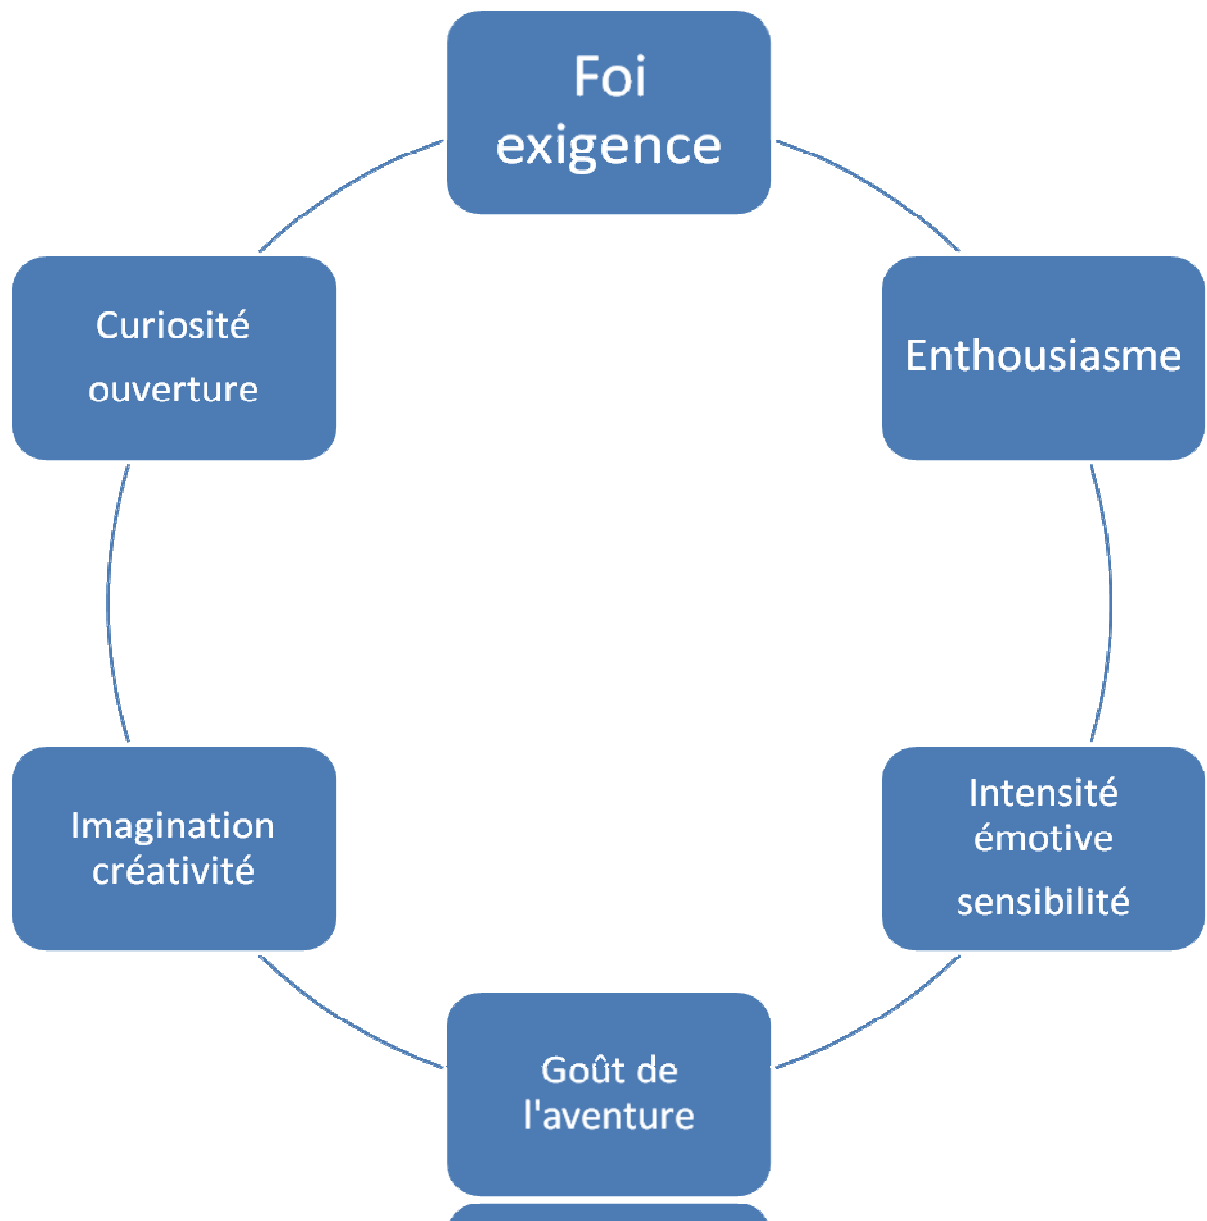 Foi
exigence
Enthousiasme
Intensité
émotive
sensibilité
Goût de
l'aventure
Imagination
créativité
Curiosité
ouverture